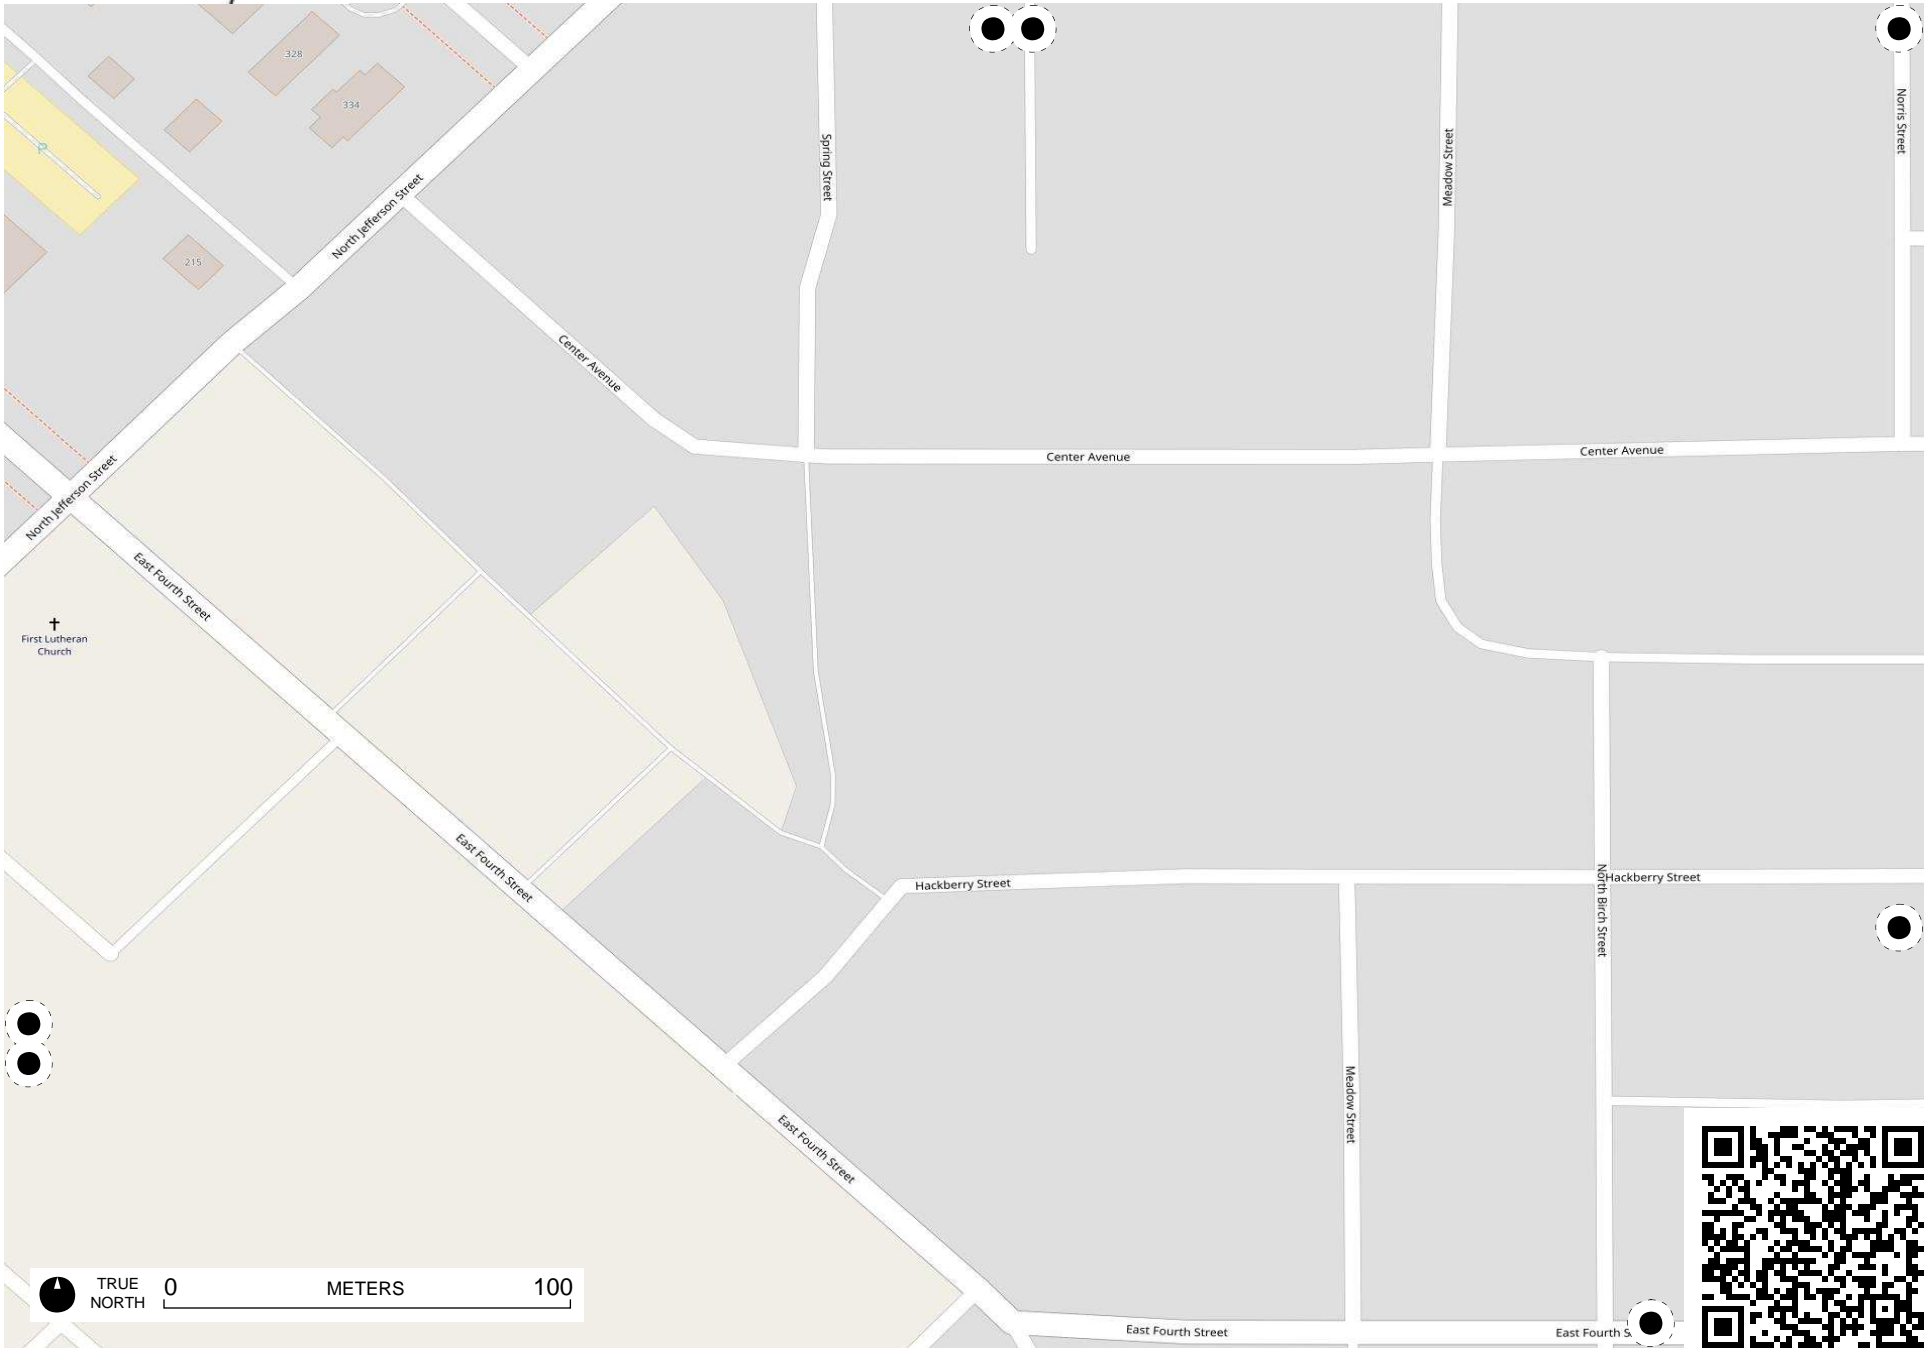 328
334
215
North Jefferson Street
Spring Street
Meadow Street
Norris Street
Center Avenue
Center Avenue
Center Avenue
North Jefferson Street
East Fourth Street
First Lutheran
Church
East Fourth Street
Hackberry Street
Hackberry Street
North Birch Street
Meadow Street
East Fourth Street
TRUE
NORTH
0 METERS 100
East Fourth Street
East Fourth S
P